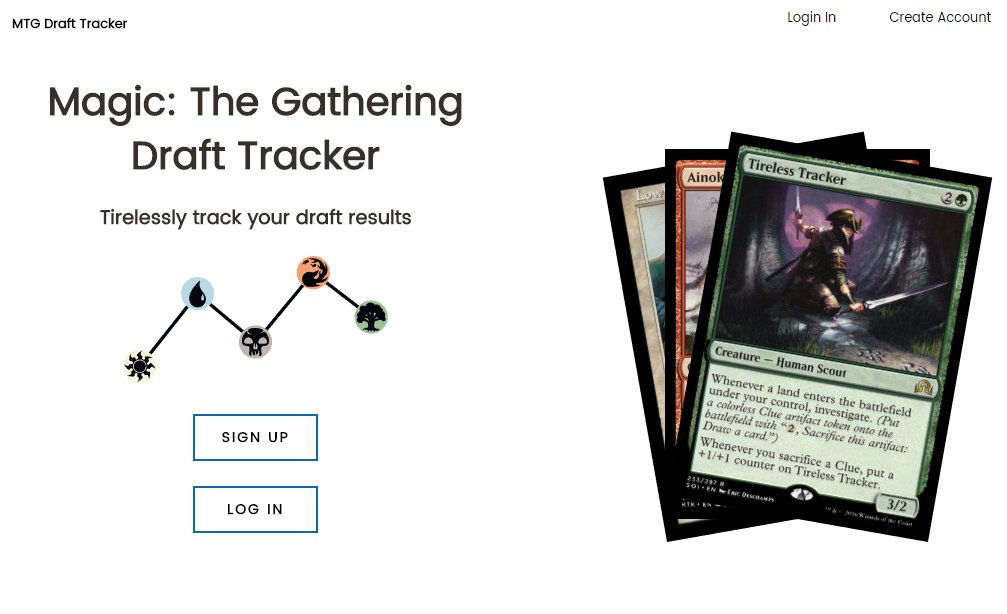 MTG Draft Tracker
Login In
Create Account
Magic: The Gathering
Draft Tracker
Tirelessly track your draft results
SIGN UP
LOG IN
Ainok
Tireless Tracker
2
Creature — Human Scout
Whenever a land enters the battlefield
under your control, investigate. (Put
a colorless Clue artifact token onto the
battlefield with “2, Sacrifice this artifact:
Draw a card.”)
Whenever you sacrifice a Clue, put a
+1/+1 counter on Tireless Tracker.
233/297 R
SOI • EN Eric Deschamps
3/2
™ & © 2016 Wizards of the Coast
KTK • EN